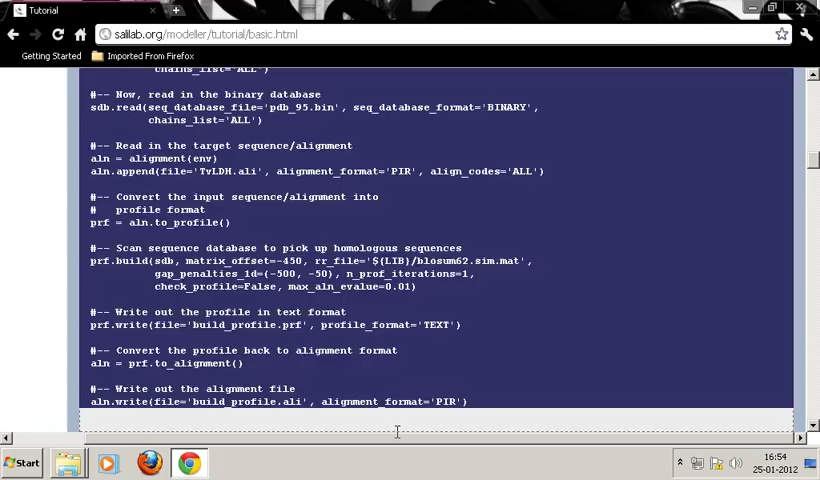 Tutorial
salilab.org/modeller/tutorial/basic.html
Getting Started
Imported From Firefox
chains_list='ALL')
#-- Now, read in the binary database
sdb.read(seq_database_file='pdb_95.bin', seq_database_format='BINARY',
chains_list='ALL')
#-- Read in the target sequence/alignment
aln = alignment(env)
aln.append(file='TvLDH.ali', alignment_format='PIR', align_codes='ALL')
#-- Convert the input sequence/alignment into
#   profile format
prf = aln.to_profile()
#-- Scan sequence database to pick up homologous sequences
prf.build(sdb, matrix_offset=-450, rr_file='${LIB}/blosum62.sim.mat',
gap_penalties_1d=(-500, -50), n_prof_iterations=1,
check_profile=False, max_aln_evalue=0.01)
#-- Write out the profile in text format
prf.write(file='build_profile.prf', profile_format='TEXT')
#-- Convert the profile back to alignment format
aln = prf.to_alignment()
#-- Write out the alignment file
aln.write(file='build_profile.ali', alignment_format='PIR')
Start
16:54
25-01-2012